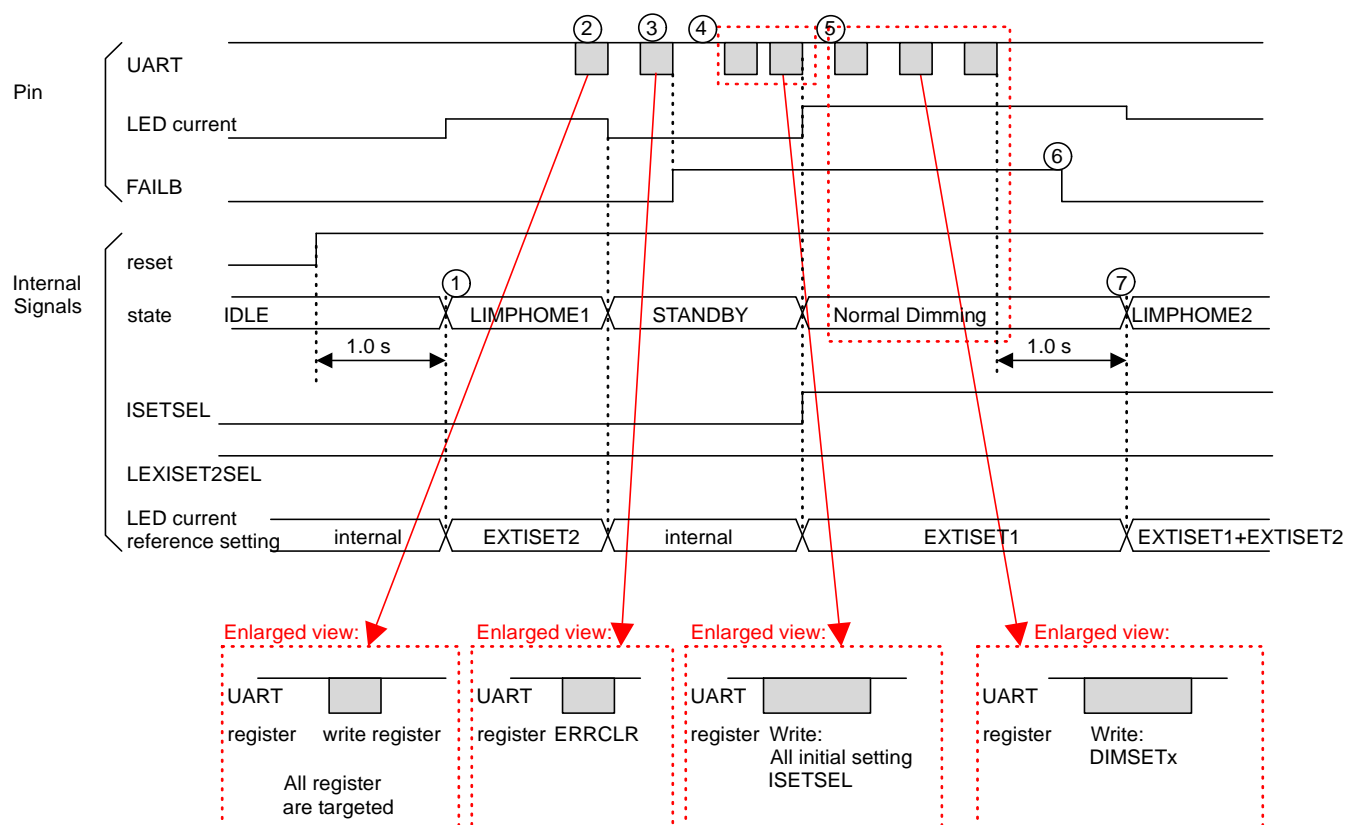 ② ③ ④ ⑤
UART
Pin
LED current
⑥
FAILB
reset
Internal
Signals
① ⑦
state IDLE LIMPHOME1 STANDBY Normal Dimming LIMPHOME2
1.0 s 1.0 s
ISETSEL
LEXISET2SEL
LED current
reference setting internal EXTISET2 internal EXTISET1 EXTISET1+EXTISET2
Enlarged view: Enlarged view: Enlarged view: Enlarged view:
UART UART UART UART
register write register register ERRCLR register Write: register Write:
All initial setting DIMSETx
ISETSEL
All register
are targeted